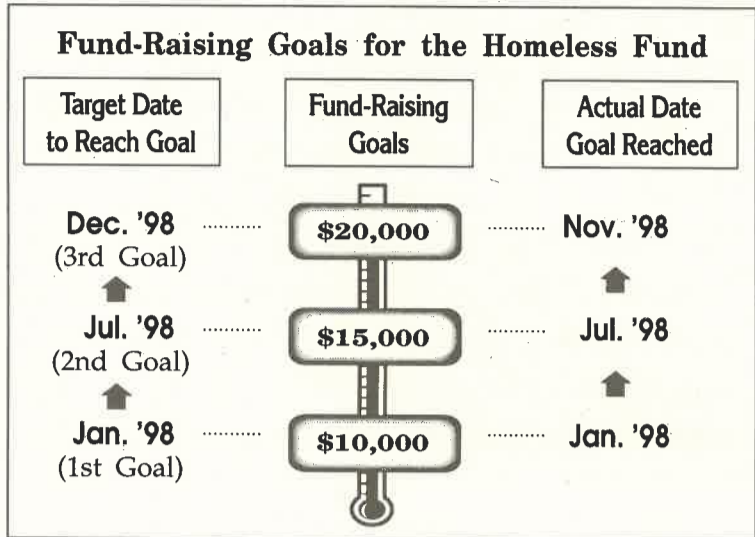 Fund-Raising Goals for the Homeless Fund
Target Date
to Reach Goal
Fund-Raising
Goals
Actual Date
Goal Reached
Dec. '98
(3rd Goal)
$20,000
Nov. '98
Jul. '98
(2nd Goal)
$15,000
Jul. '98
Jan. '98
(1st Goal)
$10,000
Jan. '98